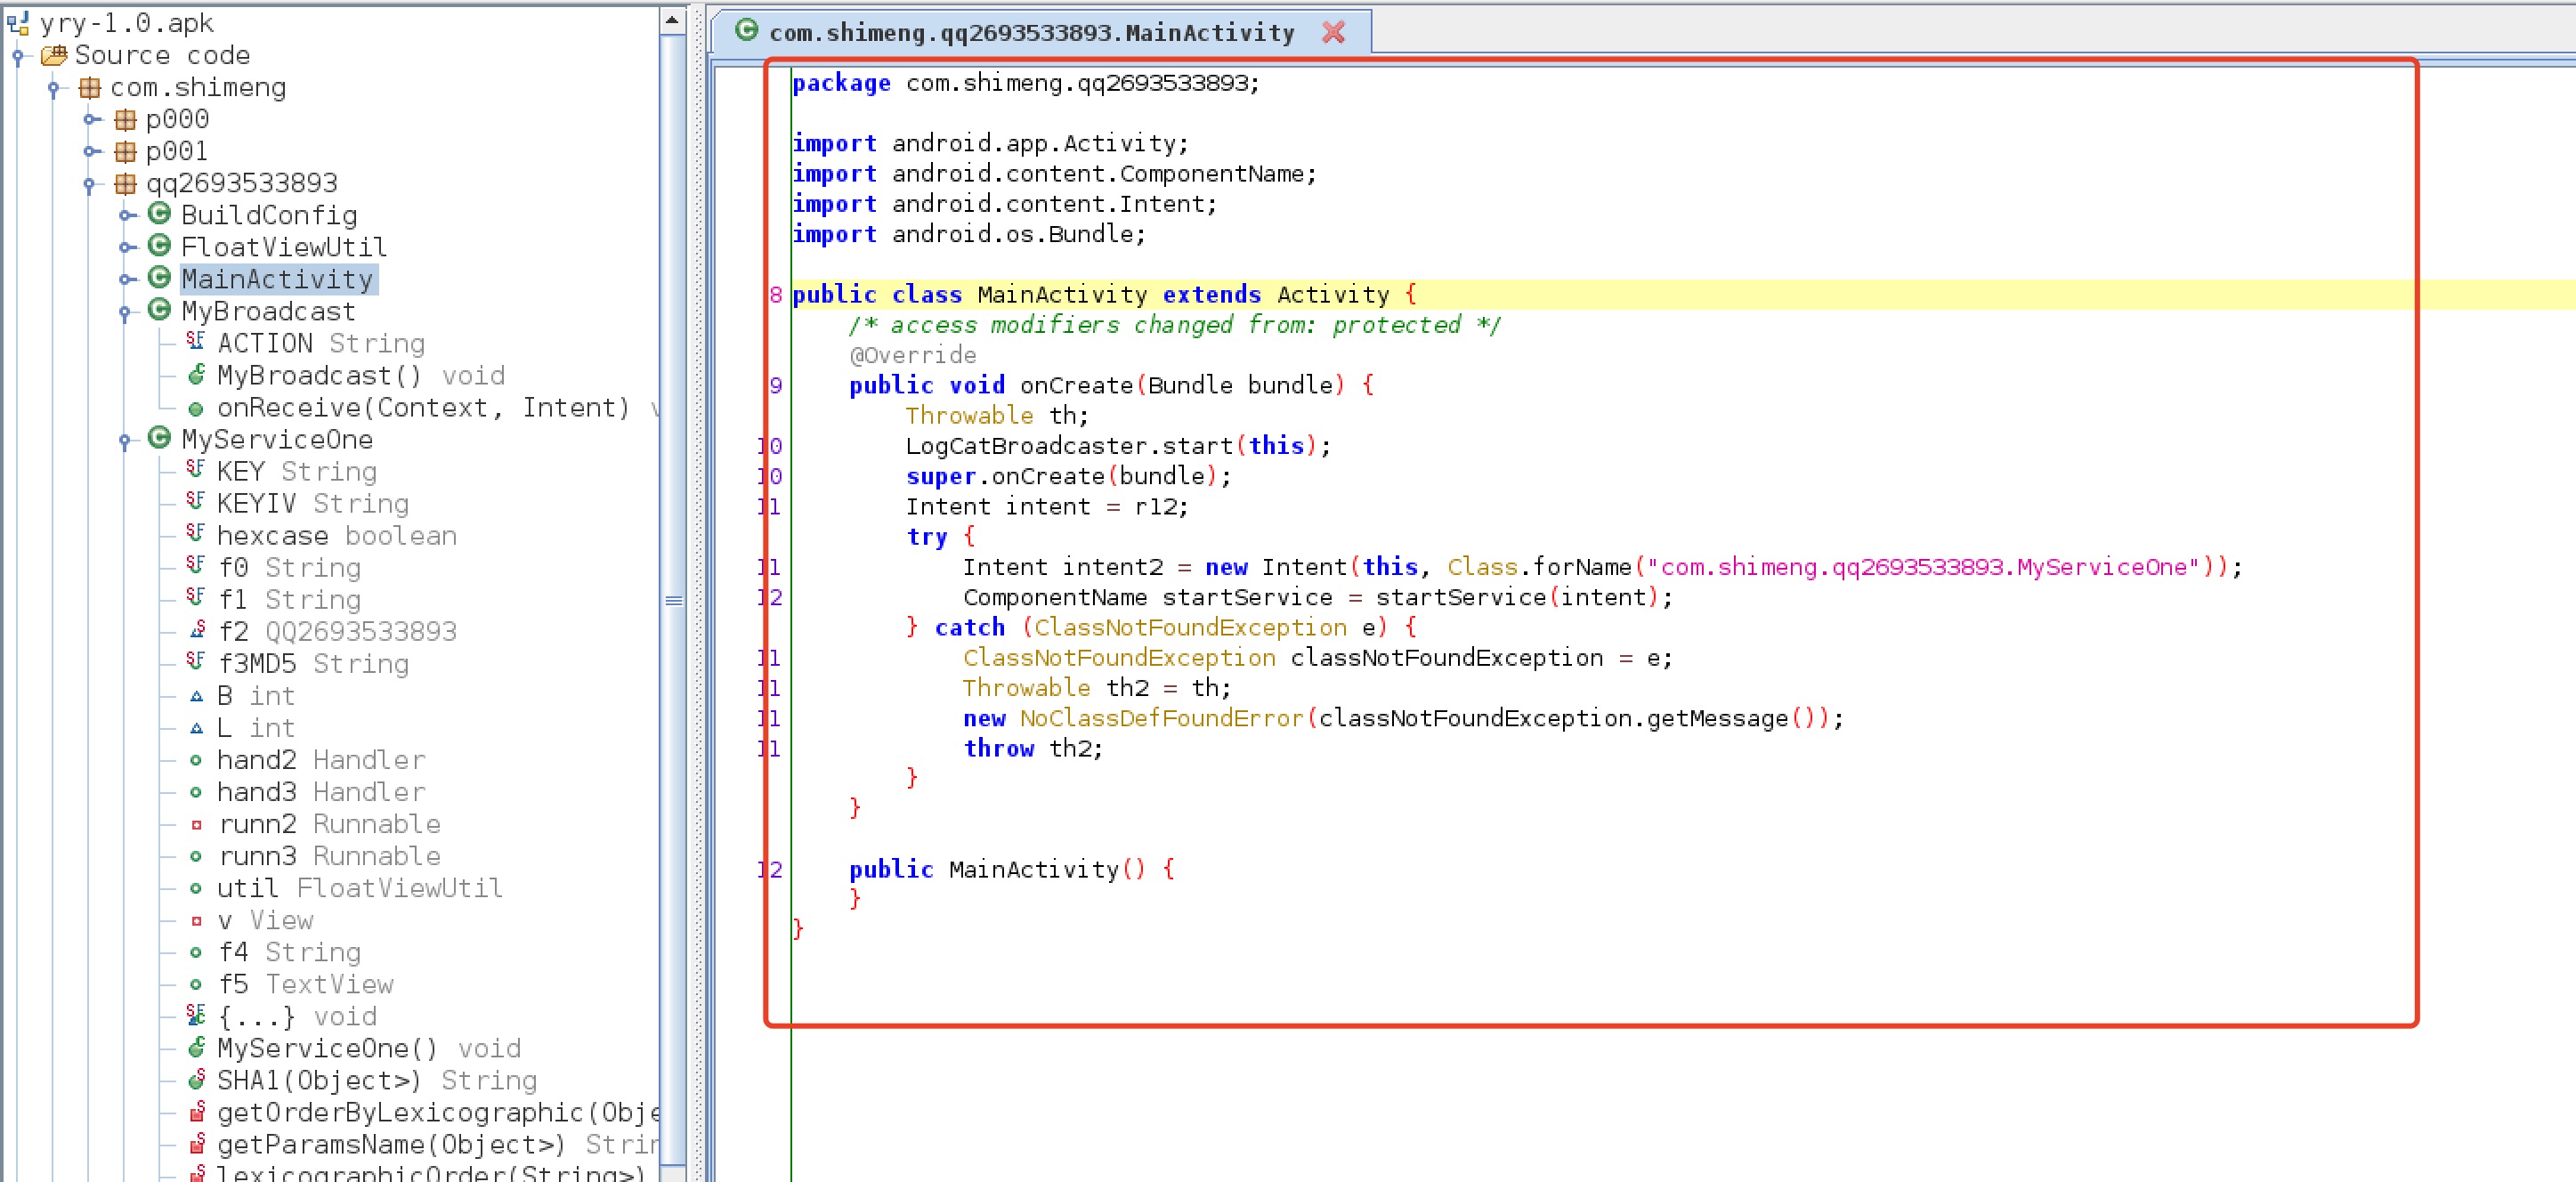 yry-1.0.apk
Source code
com.shimeng
p000
p001
qq2693533893
BuildConfig
FloatViewUtil
MainActivity
MyBroadcast
ACTION String
MyBroadcast() void
onReceive(Context, Intent) v
MyServiceOne
KEY String
KEYIV String
hexcase boolean
f0 String
f1 String
f2 QQ2693533893
f3MD5 String
B int
L int
hand2 Handler
hand3 Handler
runn2 Runnable
runn3 Runnable
util FloatViewUtil
v View
f4 String
f5 TextView
{...} void
MyServiceOne() void
SHA1(Object>) String
getOrderByLexicographic(Obje
getParamsName(Object>) Strin
lexicographicOrder(String>)
com.shimeng.qq2693533893.MainActivity
package com.shimeng.qq2693533893;
import android.app.Activity;
import android.content.ComponentName;
import android.content.Intent;
import android.os.Bundle;
8 public class MainActivity extends Activity {
/* access modifiers changed from: protected */
@Override
9 public void onCreate(Bundle bundle) {
Throwable th;
10 LogCatBroadcaster.start(this);
10 super.onCreate(bundle);
11 Intent intent = r12;
try {
11 Intent intent2 = new Intent(this, Class.forName("com.shimeng.qq2693533893.MyServiceOne"));
12 ComponentName startService = startService(intent);
} catch (ClassNotFoundException e) {
11 ClassNotFoundException classNotFoundException = e;
11 Throwable th2 = th;
11 new NoClassDefFoundError(classNotFoundException.getMessage());
11 throw th2;
}
}
12 public MainActivity() {
}
}